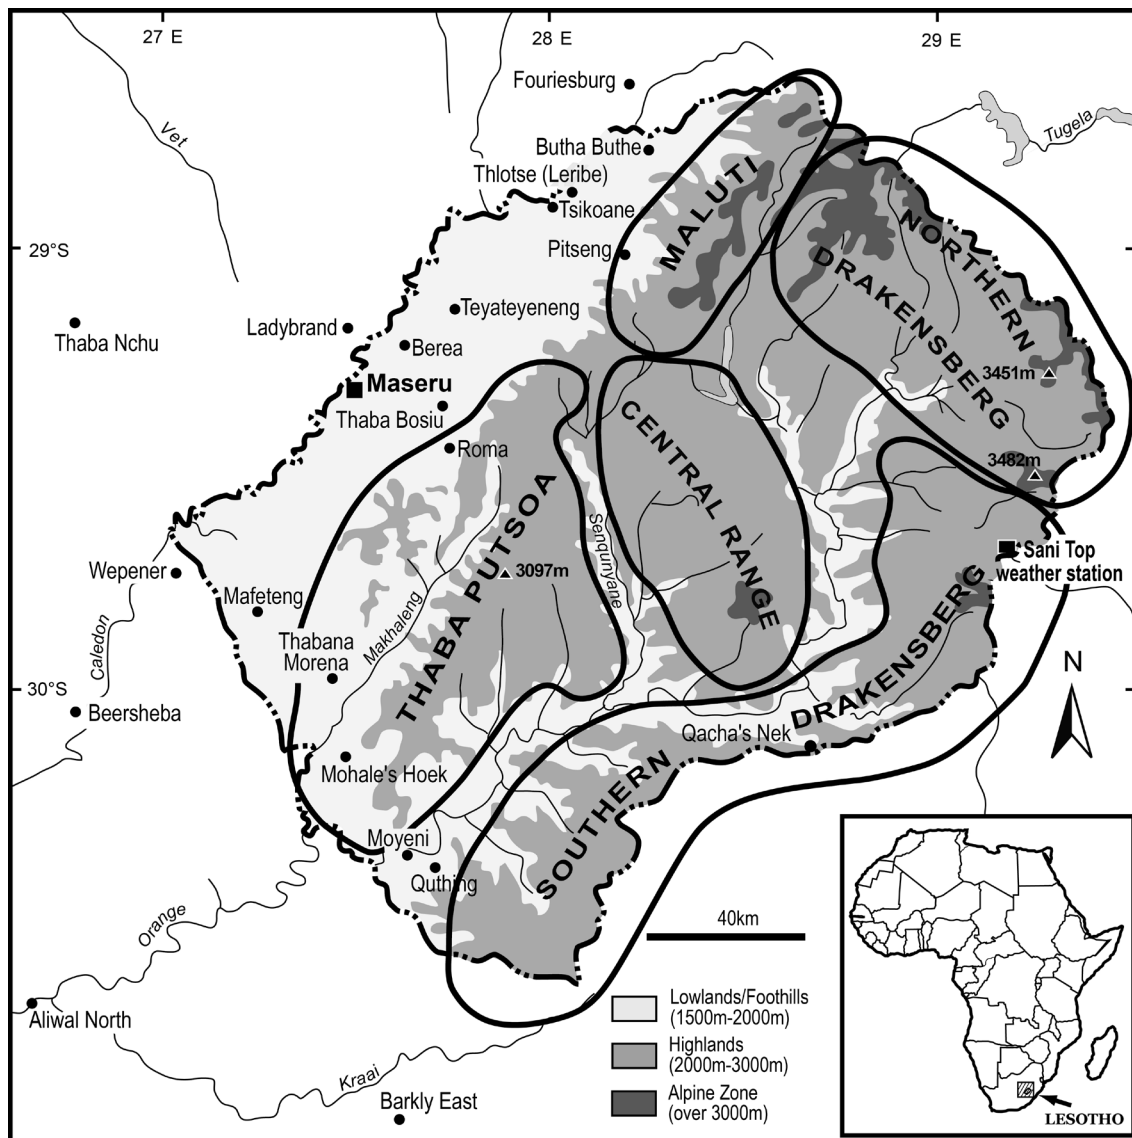 27 E
28 E
29 E
Fouriesburg
Vet
Tugela
Butha Buthe
Thlotse (Leribe)
Tsikoane
MALUTI
Pitseng
NORTHERN
DRAKENSBERG
29°S
Teyateyeneng
Ladybrand
Thaba Nchu
Berea
3451m
Maseru
Thaba Bosiu
CENTRAL RANGE
Roma
3482m
THABA PUTSOA
Senqunyane
Sani Top
weather station
3097m
Wepener
Mafeteng
Makhaleng
Caledon
Thabana
Morena
30°S
N
SOUTHERN
DRAKENSBERG
Beersheba
Qacha's Nek
Mohale's Hoek
Moyeni
Quthing
Orange
40km
Aliwal North
Lowlands/Foothills
(1500m-2000m)
Highlands
(2000m-3000m)
Alpine Zone
(over 3000m)
Kraai
Barkly East
LESOTHO